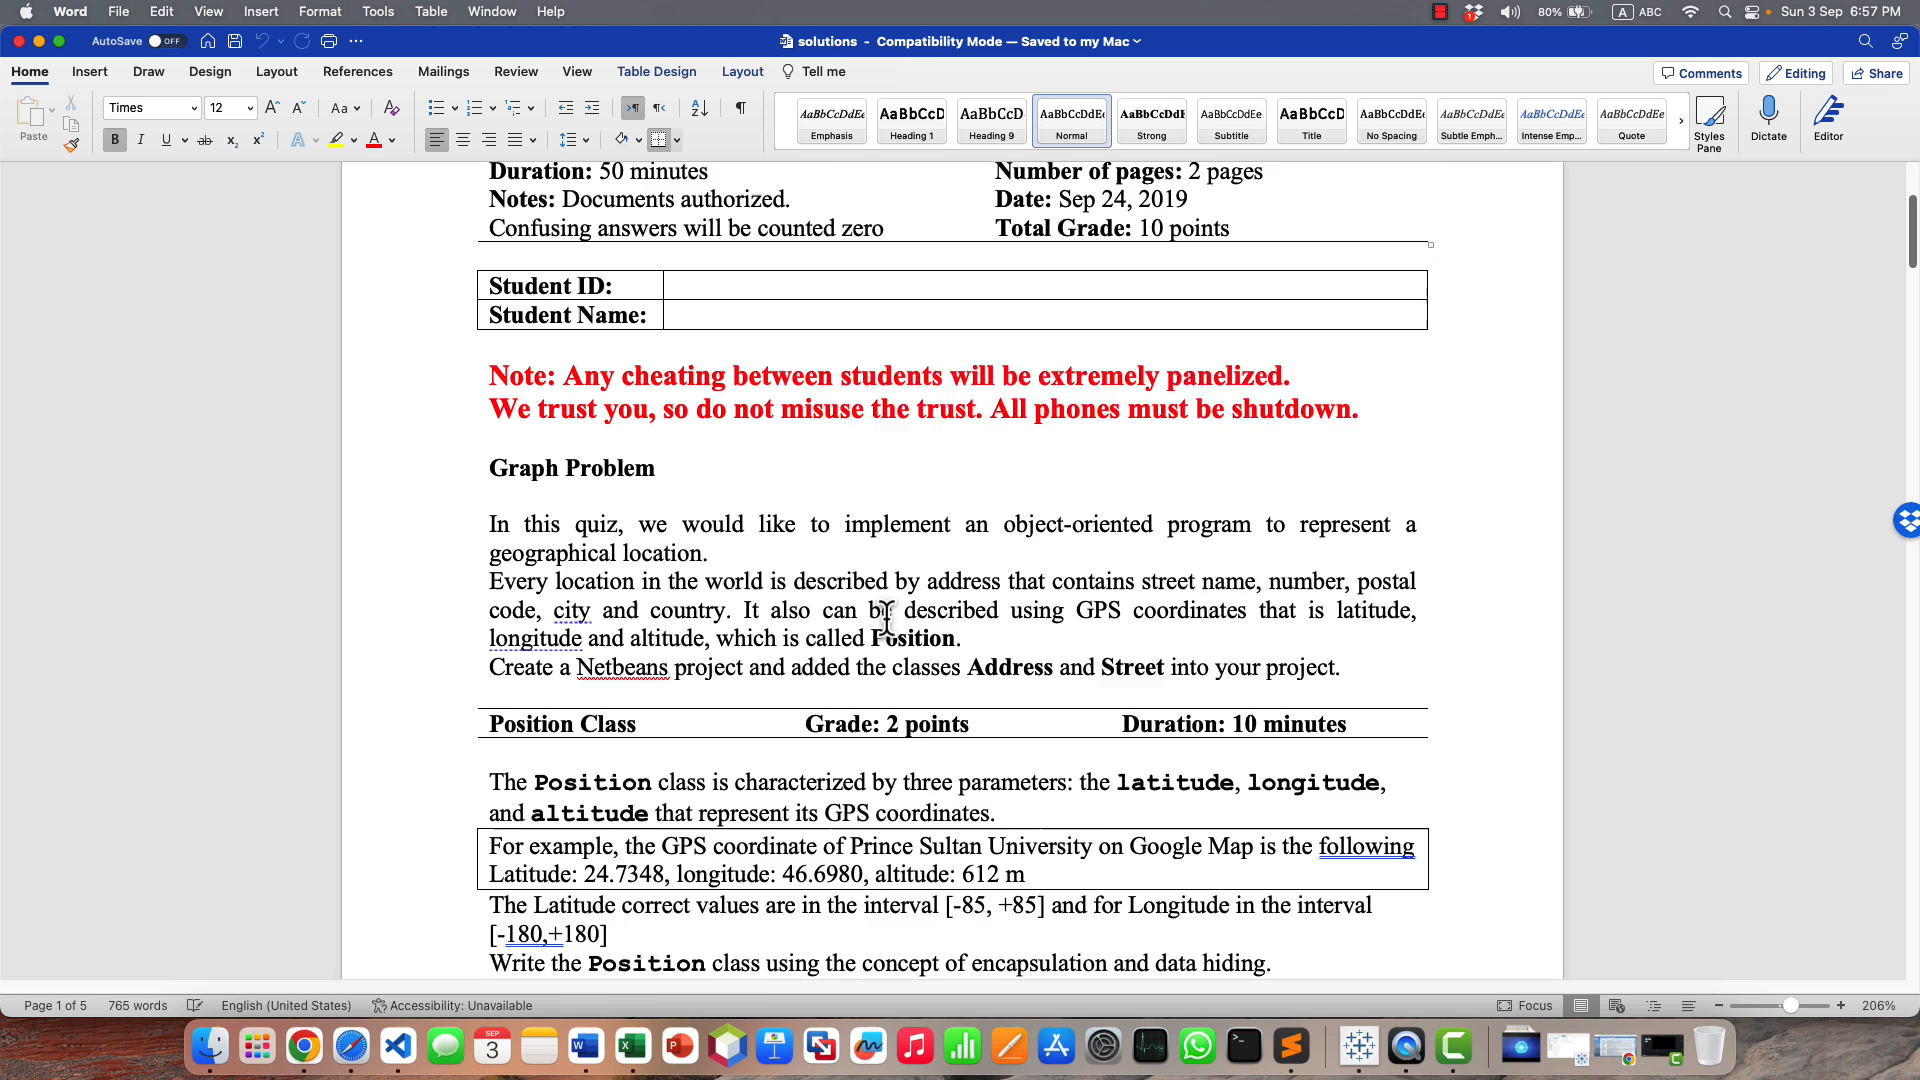 Word File Edit View Insert Format Tools Table Window Help
80% A ABC Sun 3 Sep 6:57 PM
AutoSave OFF
solutions - Compatibility Mode — Saved to my Mac
Home Insert Draw Design Layout References Mailings Review View Table Design Layout Tell me
Comments Editing Share
Paste
Times 12
AaBbCcDdEe AaBbCcD AaBbCcD AaBbCcDdEe AaBbCcDdE AaBbCcDdEe AaBbCcD AaBbCcDdEe AaBbCcDdEe AaBbCcDdEe AaBbCcDdEe
Emphasis Heading 1 Heading 9 Normal Strong Subtitle Title No Spacing Subtle Emph... Intense Emp... Quote
Styles Pane Dictate Editor
Duration: 50 minutes Number of pages: 2 pages
Notes: Documents authorized. Date: Sep 24, 2019
Confusing answers will be counted zero Total Grade: 10 points
Student ID:
Student Name:
Note: Any cheating between students will be extremely panelized.
We trust you, so do not misuse the trust. All phones must be shutdown.
Graph Problem
In this quiz, we would like to implement an object-oriented program to represent a
geographical location.
Every location in the world is described by address that contains street name, number, postal
code, city and country. It also can be described using GPS coordinates that is latitude,
longitude and altitude, which is called Position.
Create a Netbeans project and added the classes Address and Street into your project.
Position Class Grade: 2 points Duration: 10 minutes
The Position class is characterized by three parameters: the latitude, longitude,
and altitude that represent its GPS coordinates.
For example, the GPS coordinate of Prince Sultan University on Google Map is the following
Latitude: 24.7348, longitude: 46.6980, altitude: 612 m
The Latitude correct values are in the interval [-85, +85] and for Longitude in the interval
[-180,+180]
Write the Position class using the concept of encapsulation and data hiding.
Page 1 of 5 765 words English (United States) Accessibility: Unavailable Focus 206%
SEP
3